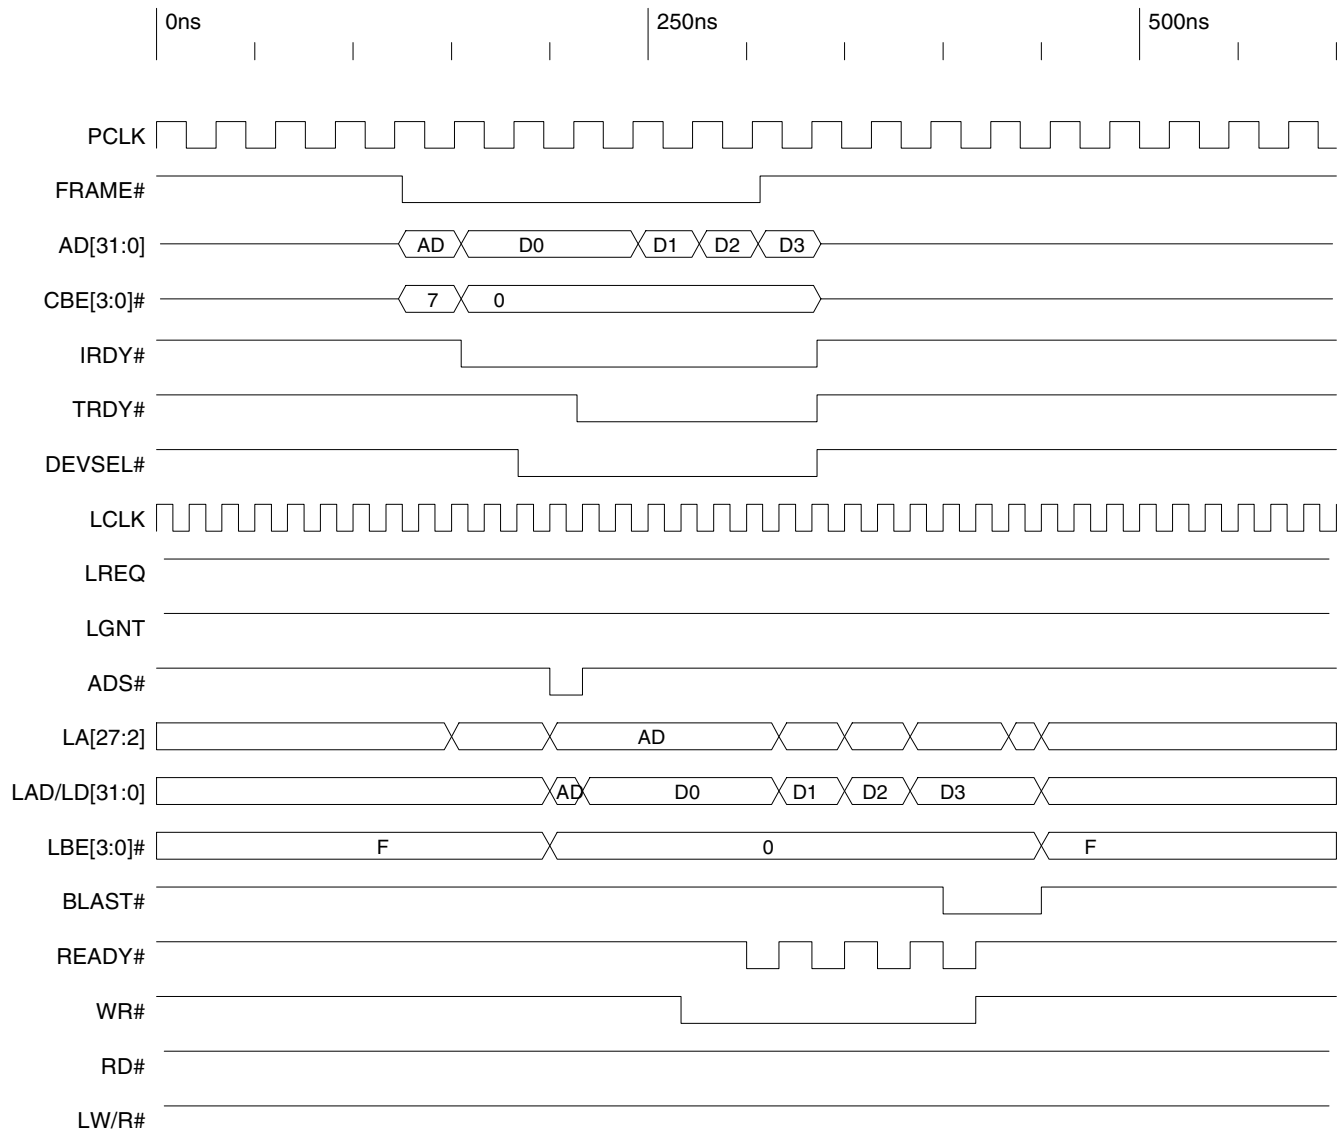 0ns 250ns 500ns
PCLK
FRAME#
AD[31:0] AD D0 D1 D2 D3
CBE[3:0]# 7 0
IRDY#
TRDY#
DEVSEL#
LCLK
LREQ
LGNT
ADS#
LA[27:2] AD
LAD/LD[31:0] AD D0 D1 D2 D3
LBE[3:0]# F 0 F
BLAST#
READY#
WR#
RD#
LW/R#